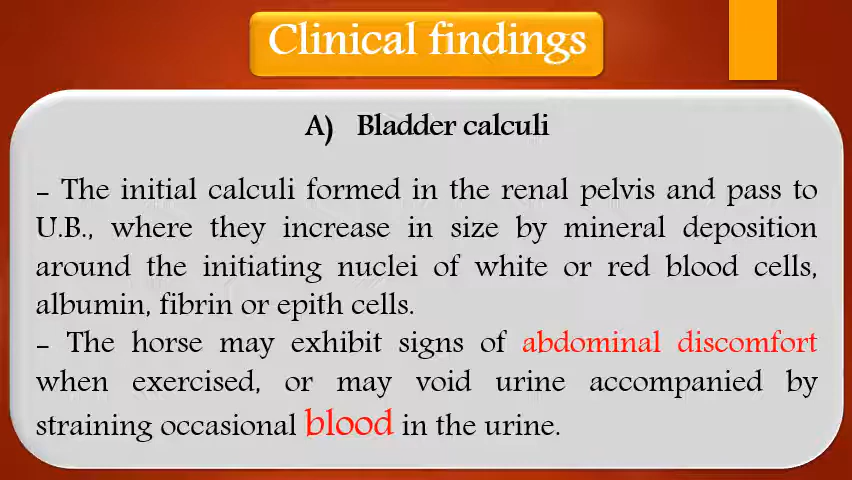 Clinical findings
A) Bladder calculi
- The initial calculi formed in the renal pelvis and pass to
U.B., where they increase in size by mineral deposition
around the initiating nuclei of white or red blood cells,
albumin, fibrin or epith cells.
- The horse may exhibit signs of abdominal discomfort
when exercised, or may void urine accompanied by
straining occasional blood in the urine.